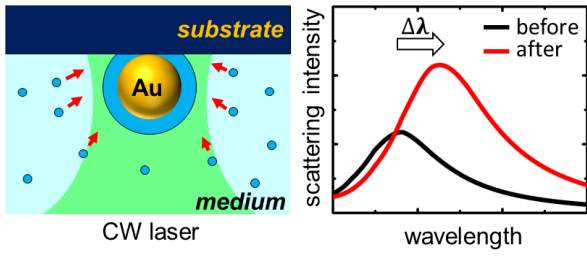 substrate
Au
medium
CW laser
scattering intensity
Δλ
before
after
wavelength